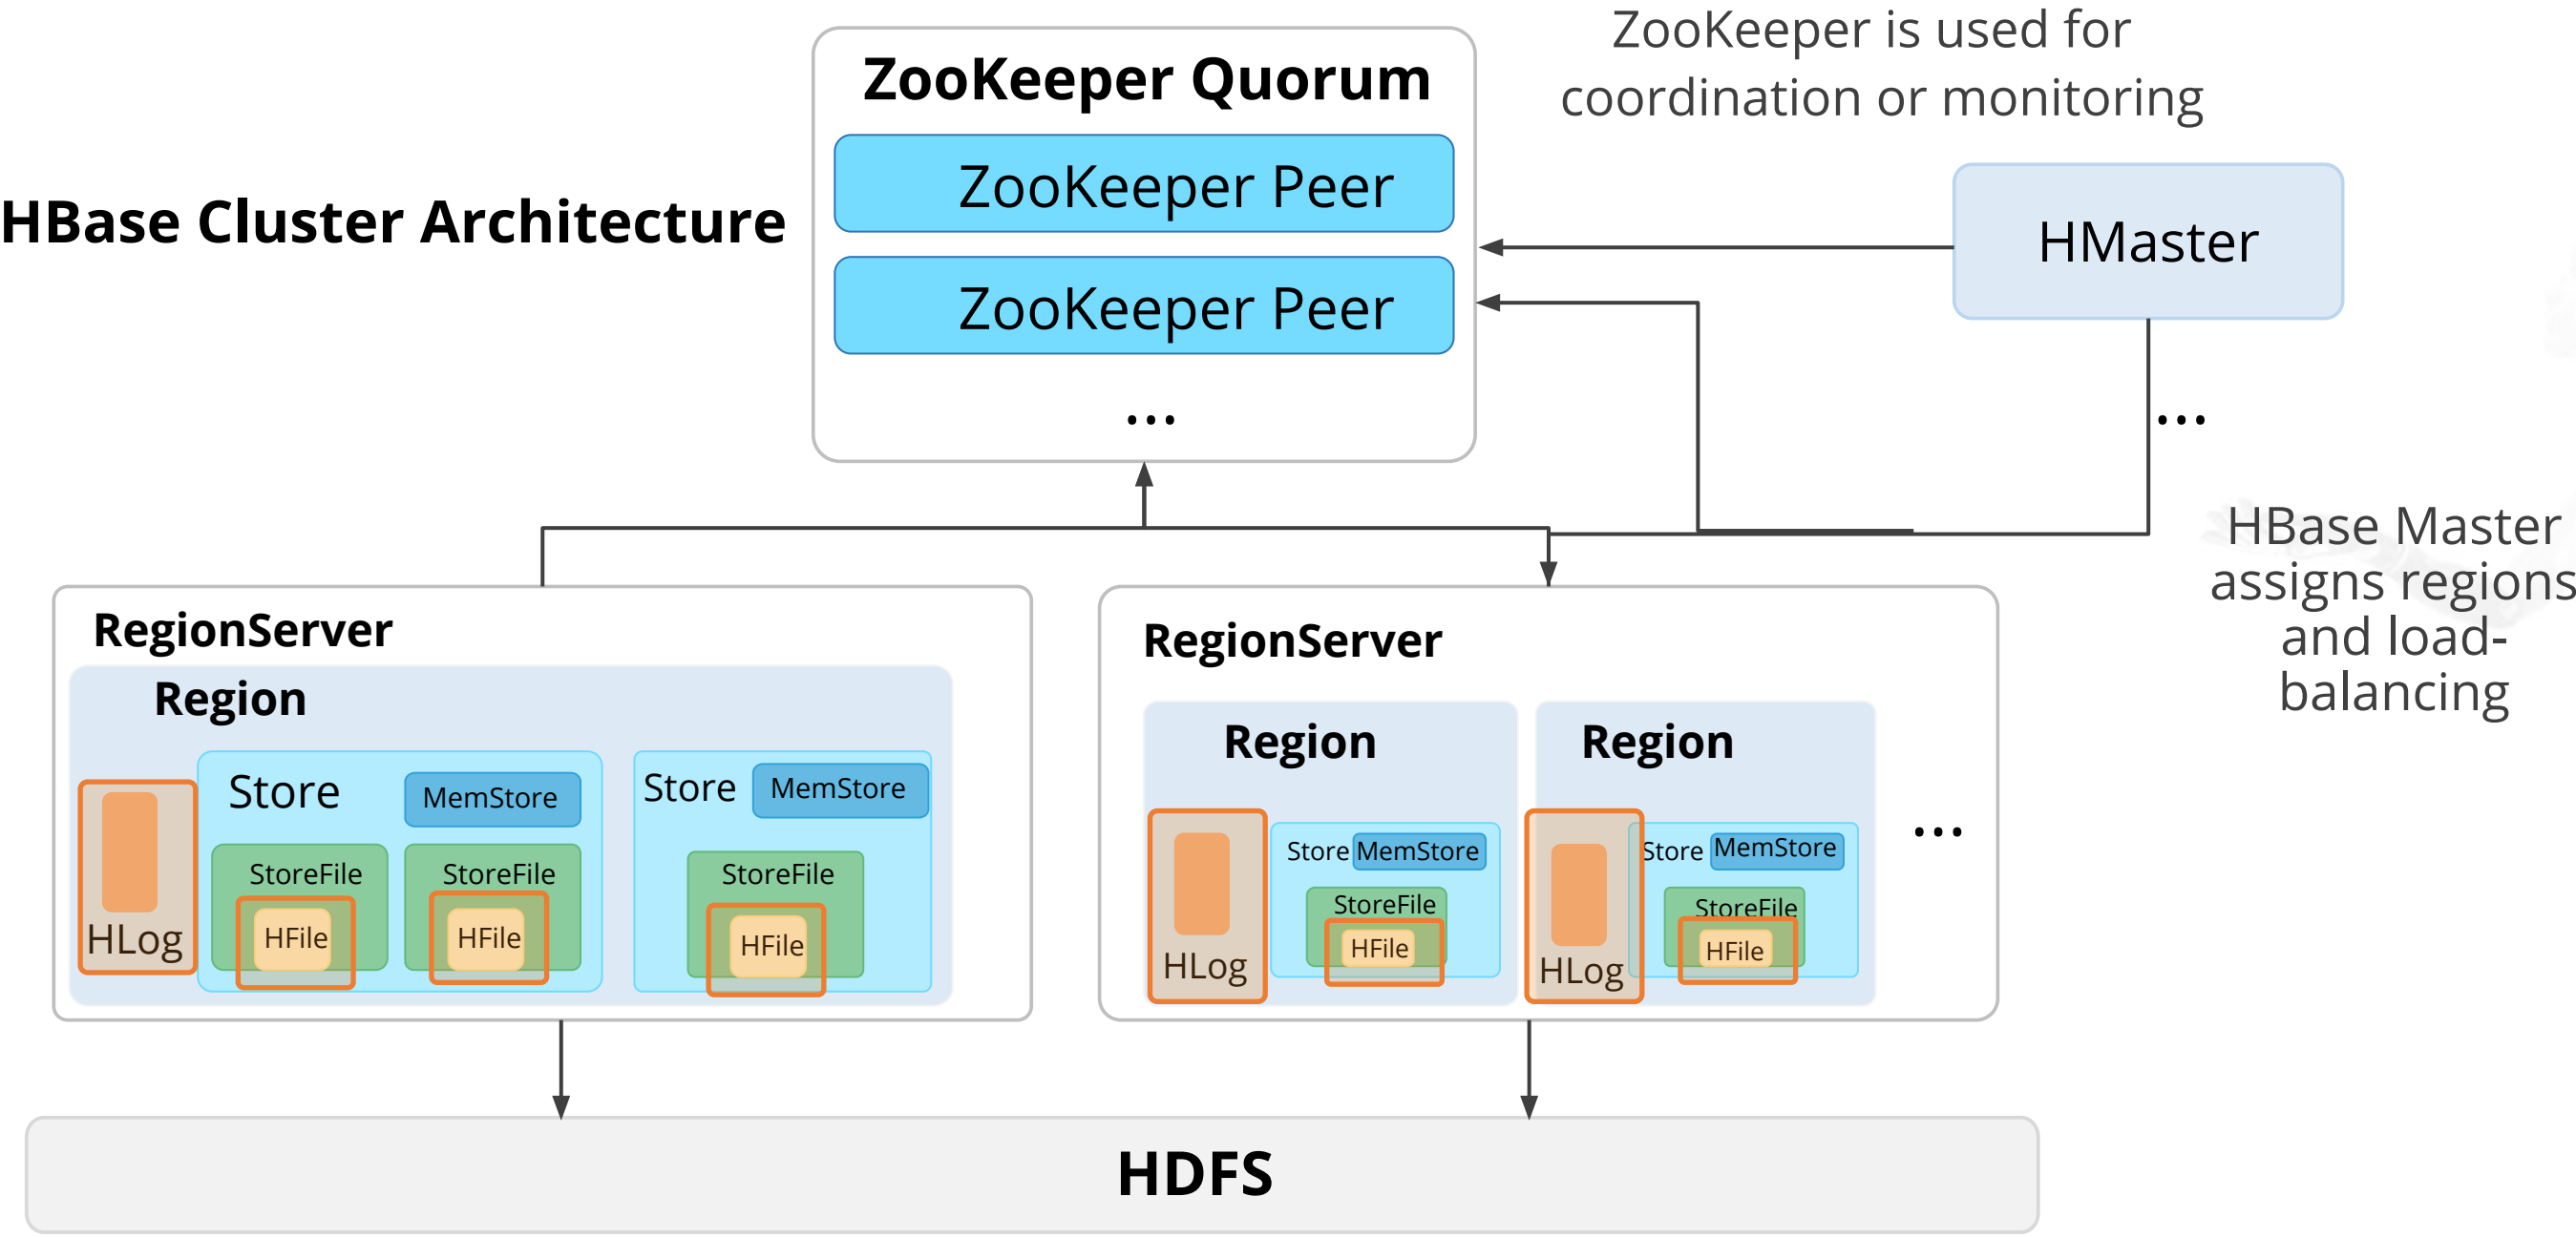 ZooKeeper is used for
coordination or monitoring
ZooKeeper Quorum
ZooKeeper Peer
ZooKeeper Peer
...
HBase Cluster Architecture
HMaster
...
HBase Master
assigns regions
and load-
balancing
RegionServer
Region
HLog
Store
MemStore
StoreFile
HFile
StoreFile
HFile
Store
MemStore
StoreFile
HFile
RegionServer
Region
HLog
Store
MemStore
StoreFile
HFile
Region
HLog
Store
MemStore
StoreFile
HFile
...
HDFS